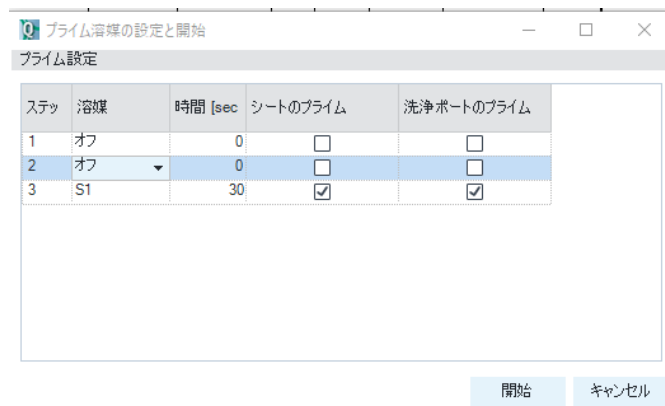 プライム溶媒の設定と開始
プライム設定
ステッ 溶媒 時間 [sec シートのプライム 洗浄ポートのプライム
1 オフ 0
2 オフ 0
3 S1 30
開始 キャンセル